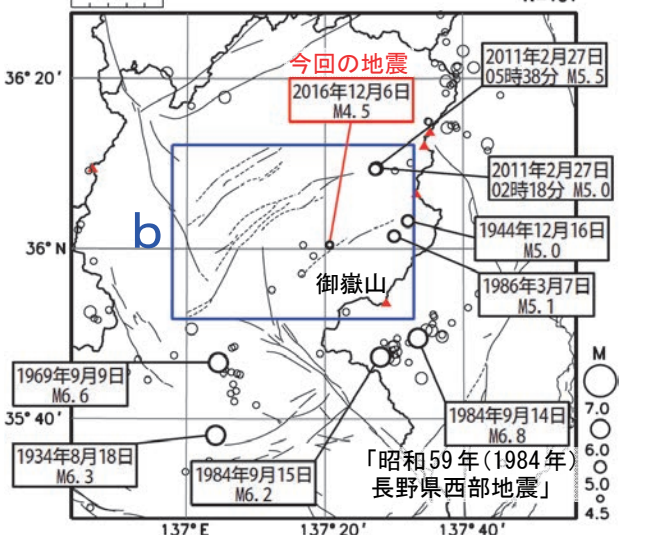 36°20′
今回の地震
2016年12月6日
M4.5
2011年2月27日
05時38分 M5.5
2011年2月27日
02時18分 M5.0
b
1944年12月16日
M5.0
36°N
御嶽山
1986年3月7日
M5.1
1969年9月9日
M6.6
M
7.0
6.0
5.0
4.5
35°40′
1984年9月14日
M6.8
1934年8月18日
M6.3
1984年9月15日
M6.2
「昭和59年(1984年)
長野県西部地震」
137°E
137°20′
137°40′